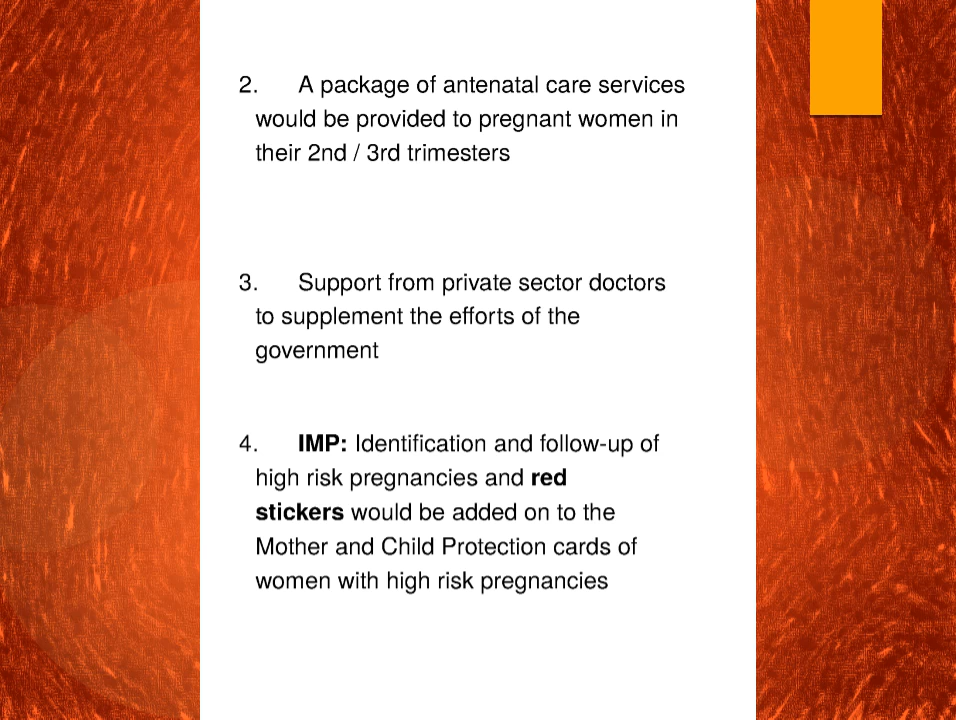 2. A package of antenatal care services
would be provided to pregnant women in
their 2nd / 3rd trimesters
3. Support from private sector doctors
to supplement the efforts of the
government
4. IMP: Identification and follow-up of
high risk pregnancies and red
stickers would be added on to the
Mother and Child Protection cards of
women with high risk pregnancies